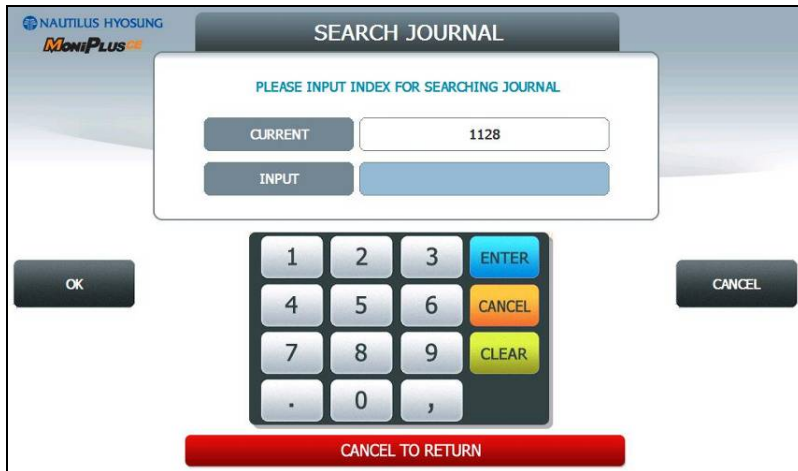 NAUTILUS HYOSUNG
MONIPLUSCE
SEARCH JOURNAL
PLEASE INPUT INDEX FOR SEARCHING JOURNAL
CURRENT 1128
INPUT
1 2 3 ENTER
OK
CANCEL
4 5 6 CANCEL
7 8 9 CLEAR
. 0 ,
CANCEL TO RETURN